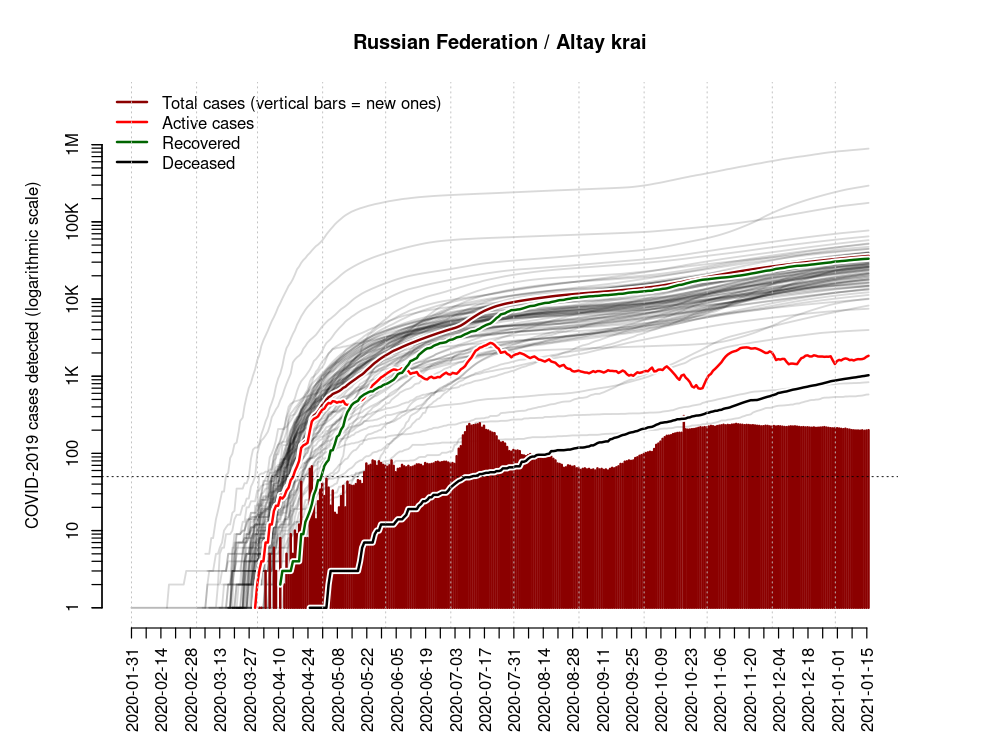 Russian Federation / Altay krai
Total cases (vertical bars = new ones)
Active cases
Recovered
Deceased
COVID-2019 cases detected (logarithmic scale)
1M
100K
10K
1K
100
10
1
2020-01-31
2020-02-14
2020-02-28
2020-03-13
2020-03-27
2020-04-10
2020-04-24
2020-05-08
2020-05-22
2020-06-05
2020-06-19
2020-07-03
2020-07-17
2020-07-31
2020-08-14
2020-08-28
2020-09-11
2020-09-25
2020-10-09
2020-10-23
2020-11-06
2020-11-20
2020-12-04
2020-12-18
2021-01-01
2021-01-15